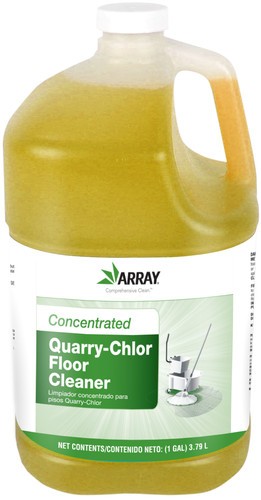 ARRAY
Comprehensive Clean.™
Concentrated
Quarry-Chlor
Floor
Cleaner
Limpiador concentrado para
pisos Quarry-Chlor
NET CONTENTS/CONTENIDO NETO: (1 GAL) 3.79 L